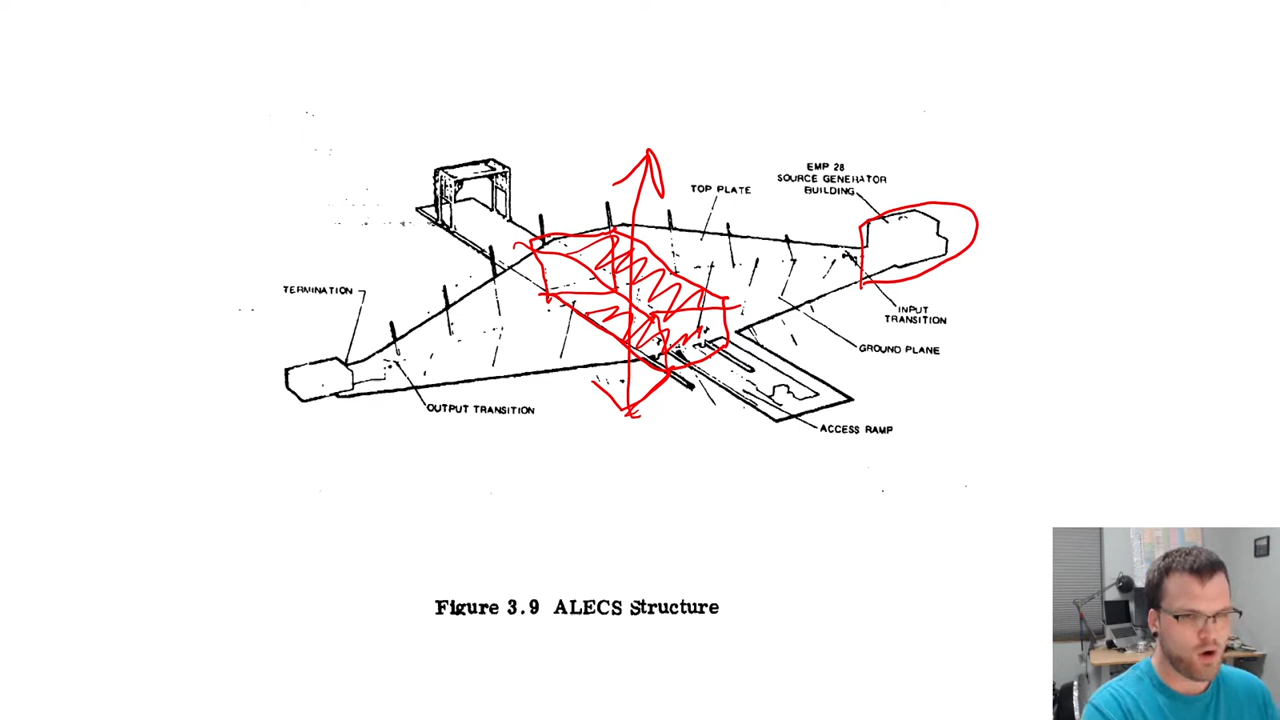 EMP 28
SOURCE GENERATOR
BUILDING
TOP PLATE
TERMINATION
INPUT
TRANSITION
GROUND PLANE
OUTPUT TRANSITION
ACCESS RAMP
Figure 3.9 ALECS Structure